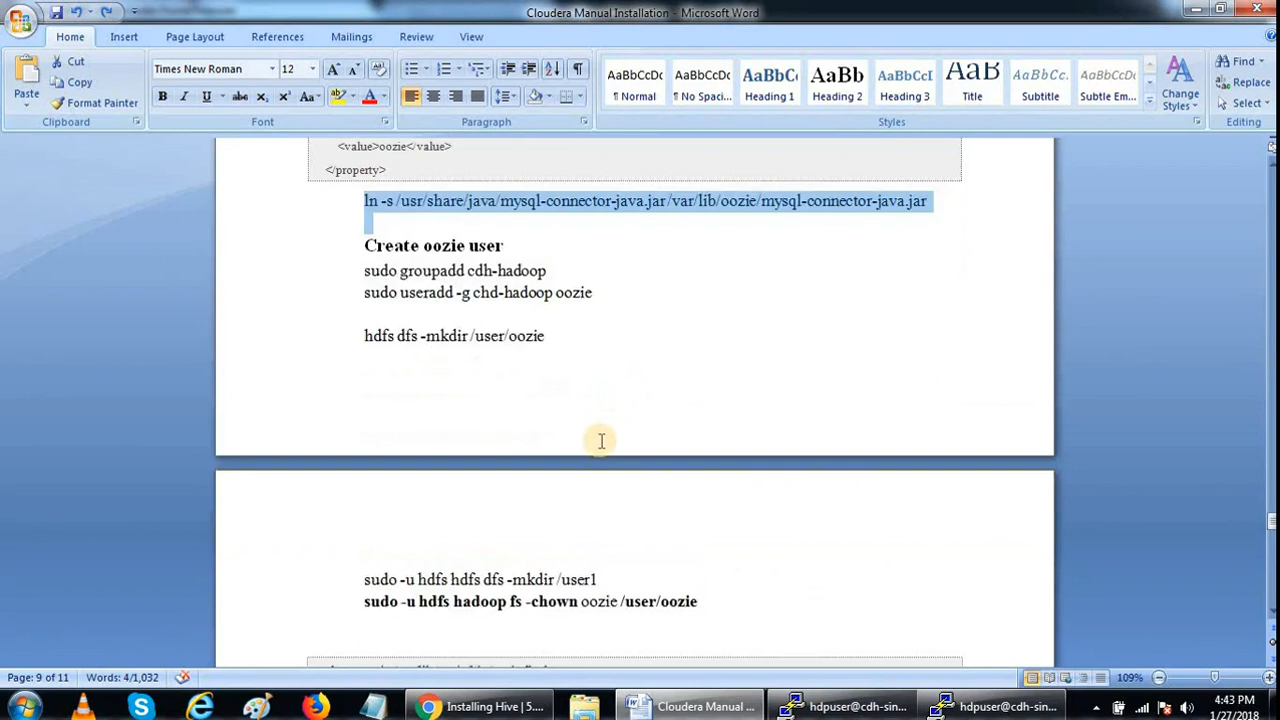 Cloudera Manual Installation - Microsoft Word
Home Insert Page Layout References Mailings Review View
Paste
Cut
Copy
Format Painter
Clipboard
Times New Roman 12
Font
Paragraph
AaBbCcDc AaBbCcDc AaBbCc AaBb AaBbCcI AaB AaBbCc. AaBbCcDc
¶ Normal ¶ No Spaci... Heading 1 Heading 2 Heading 3 Title Subtitle Subtle Em...
Change Styles
Styles
Find
Replace
Select
Editing
<value>oozie</value>
</property>
ln -s /usr/share/java/mysql-connector-java.jar /var/lib/oozie/mysql-connector-java.jar
Create oozie user
sudo groupadd cdh-hadoop
sudo useradd -g chd-hadoop oozie
hdfs dfs -mkdir /user/oozie
sudo -u hdfs hdfs dfs -mkdir /user1
sudo -u hdfs hadoop fs -chown oozie /user/oozie
Page: 9 of 11 Words: 4/1,032 109%
Installing Hive | 5.... Cloudera Manual ... hdpuser@cdh-sin... hdpuser@cdh-sin...
4:43 PM
1/27/2018